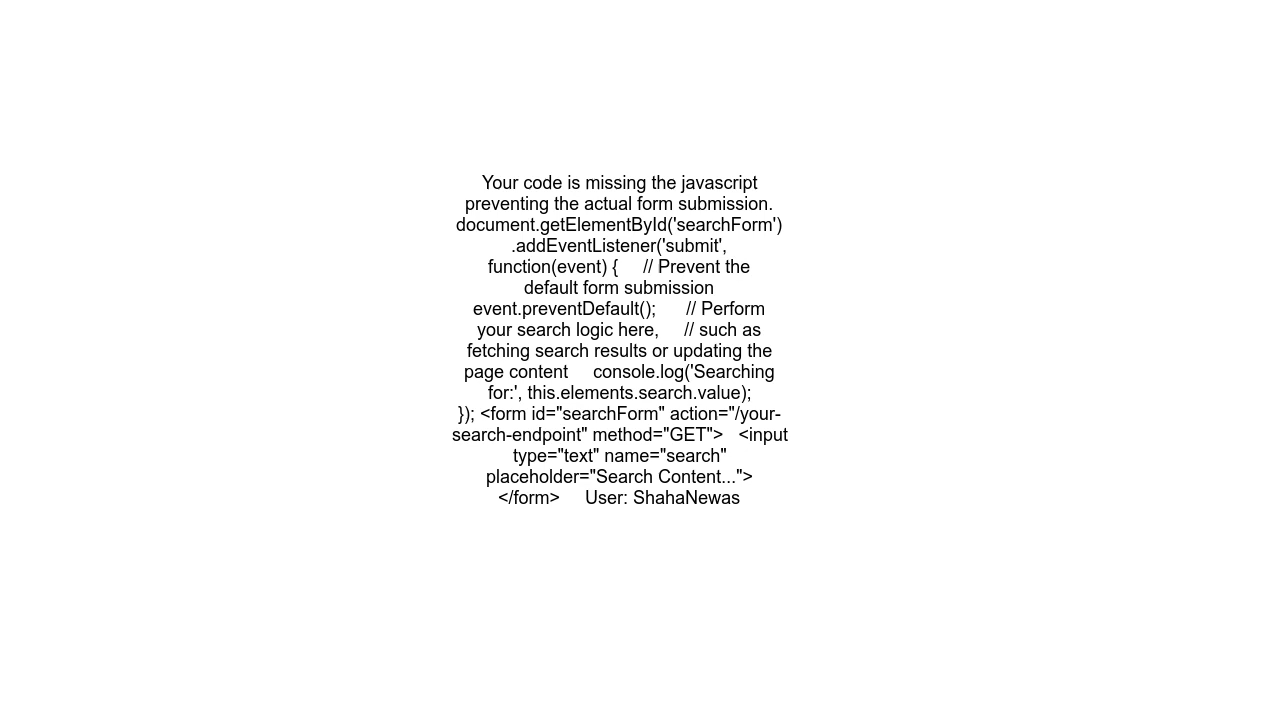 Your code is missing the javascript
preventing the actual form submission.
document.getElementById('searchForm')
.addEventListener('submit',
function(event) {     // Prevent the
default form submission
event.preventDefault();      // Perform
your search logic here,     // such as
fetching search results or updating the
page content     console.log('Searching
for:', this.elements.search.value);
}); <form id="searchForm" action="/your-
search-endpoint" method="GET">   <input
type="text" name="search"
placeholder="Search Content...">
</form>     User: ShahaNewas